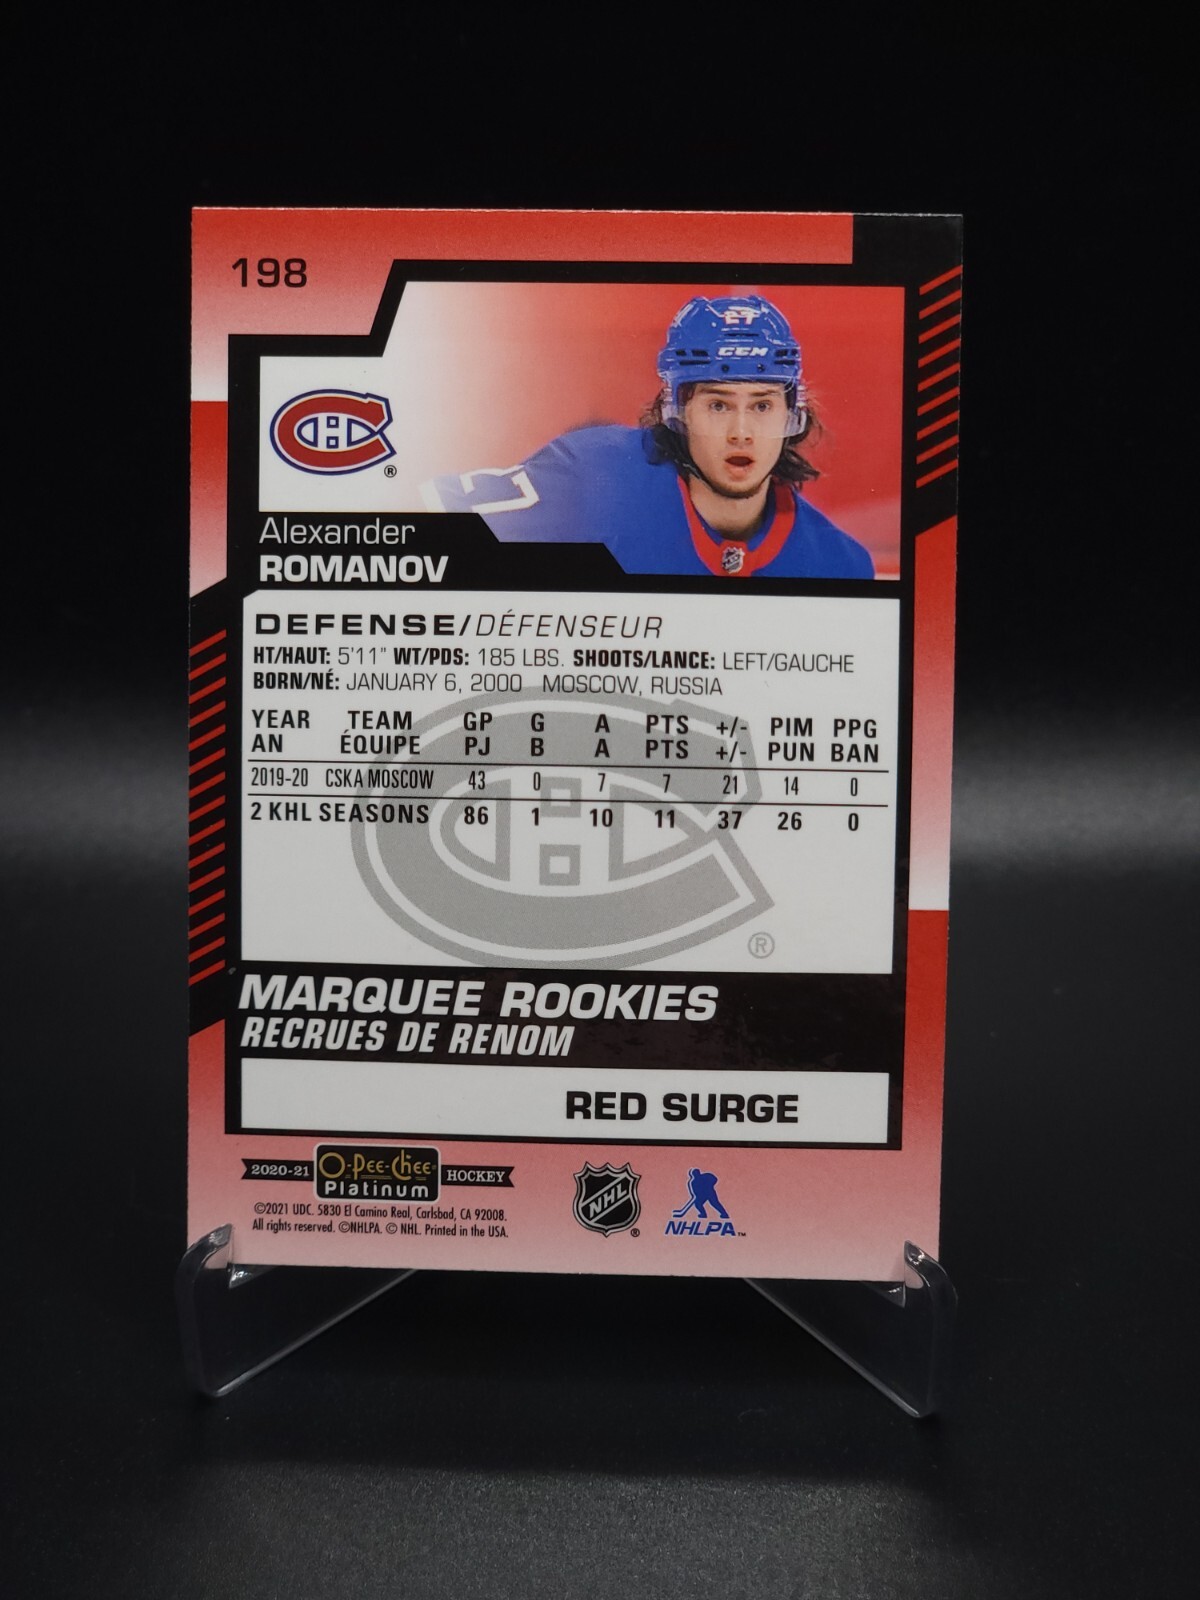 198
27
CCM
27
Alexander
ROMANOV
DEFENSE/DÉFENSEUR
HT/HAUT: 5'11" WT/PDS: 185 LBS. SHOOTS/LANCE: LEFT/GAUCHE
BORN/NÉ: JANUARY 6, 2000 MOSCOW, RUSSIA
YEAR TEAM GP G A PTS +/- PIM PPG
AN ÉQUIPE PJ B A PTS +/- PUN BAN
2019-20 CSKA MOSCOW 43 0 7 7 21 14 0
2 KHL SEASONS 86 1 10 11 37 26 0
®
MARQUEE ROOKIES
RECRUES DE RENOM
RED SURGE
2020-21 O-Pee-Chee Platinum HOCKEY
©2021 UDC. 5830 El Camino Real, Carlsbad, CA 92008.
All rights reserved. ©NHLPA. © NHL. Printed in the USA.
NHL ®
NHLPA™